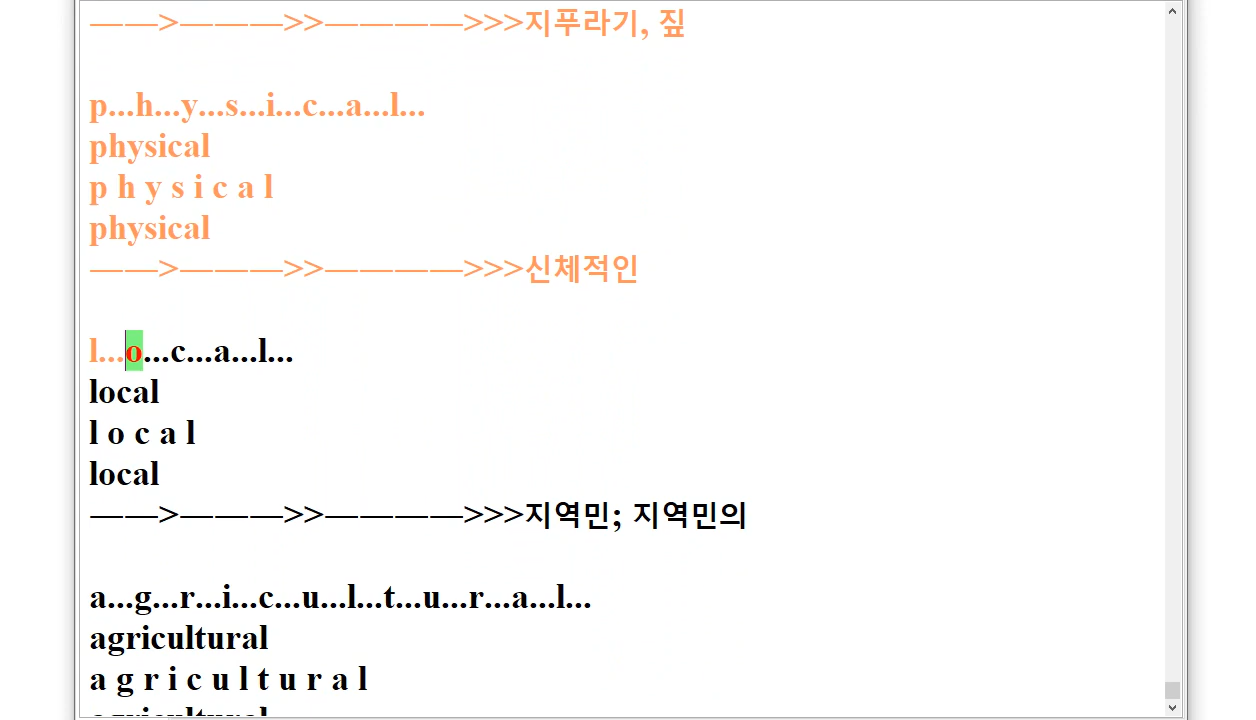 ——>———>>————>>>지푸라기, 짚
p...h...y...s...i...c...a...l...
physical
p h y s i c a l
physical
——>———>>————>>>신체적인
l...o...c...a...l...
local
l o c a l
local
——>———>>————>>>지역민; 지역민의
a...g...r...i...c...u...l...t...u...r...a...l...
agricultural
a g r i c u l t u r a l
agricultural